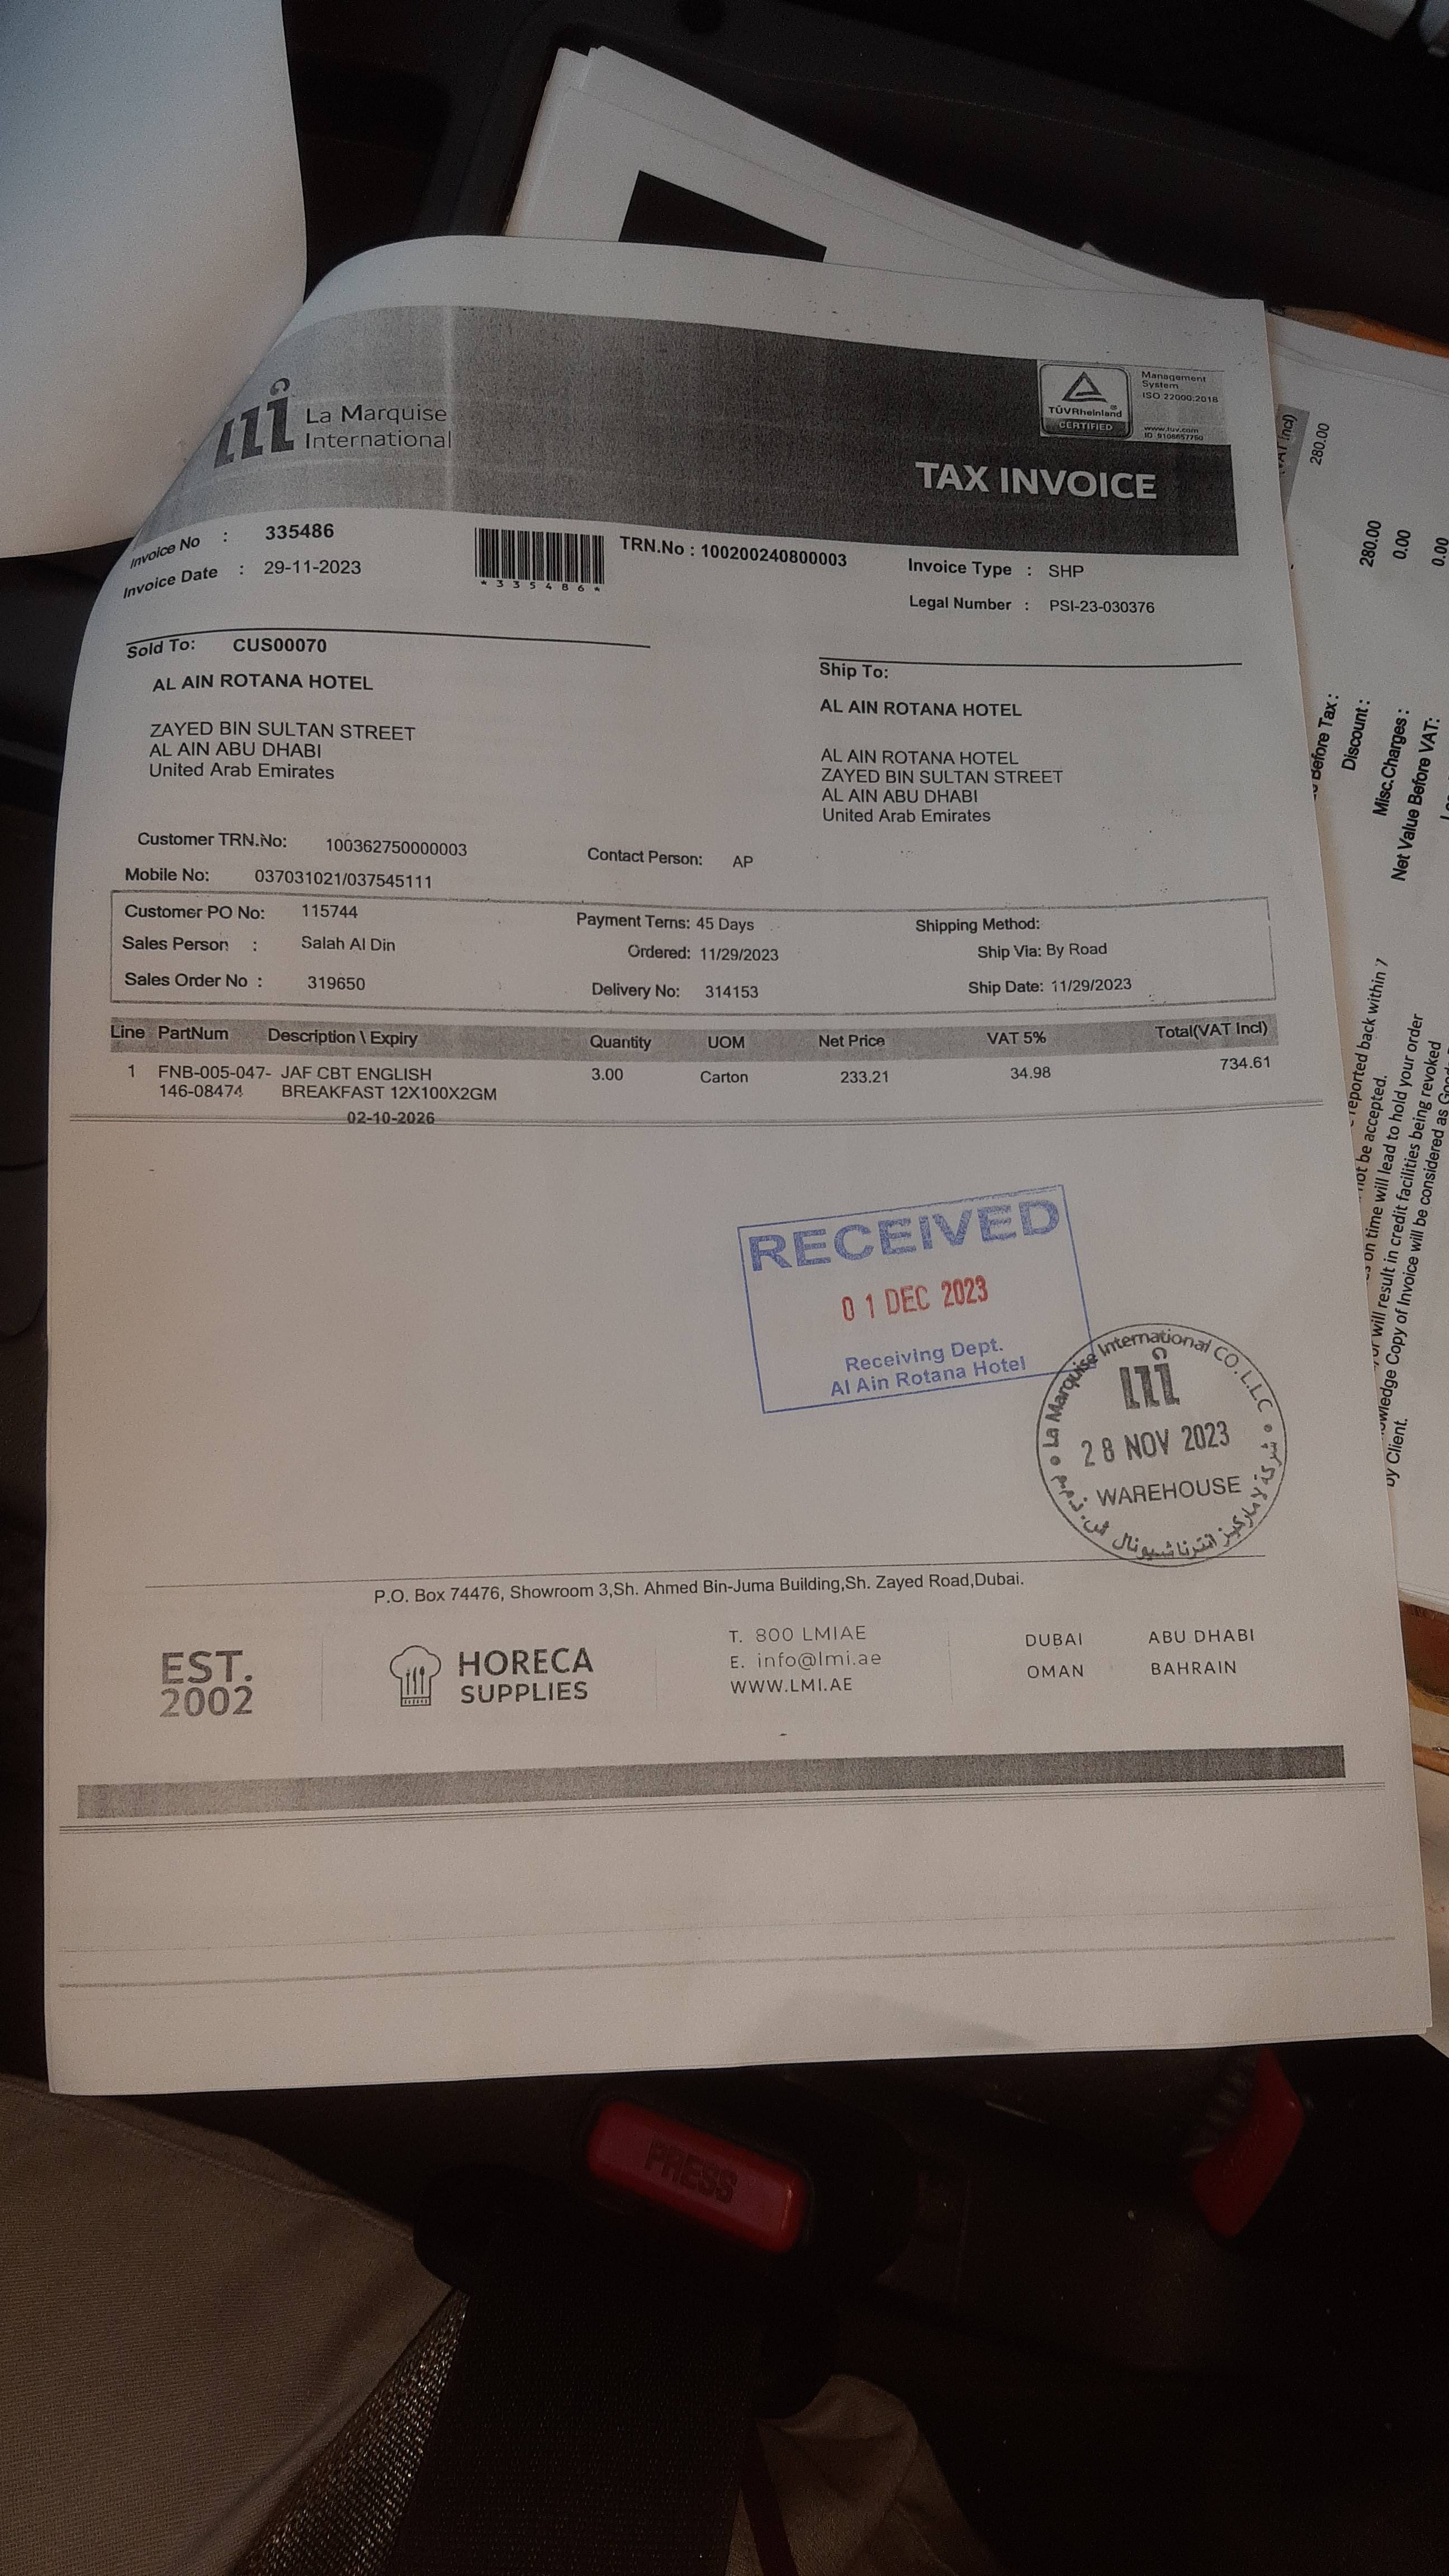 La Marquise
International
TÜVRheinland
CERTIFIED
Management
System
ISO 22000:2018
www.tuv.com
ID 9108657750
TAX INVOICE
Invoice No : 335486
Invoice Date : 29-11-2023
*335486*
TRN.No : 100200240800003
Invoice Type : SHP
Legal Number : PSI-23-030376
Sold To: CUS00070
AL AIN ROTANA HOTEL
ZAYED BIN SULTAN STREET
AL AIN ABU DHABI
United Arab Emirates
Ship To:
AL AIN ROTANA HOTEL
AL AIN ROTANA HOTEL
ZAYED BIN SULTAN STREET
AL AIN ABU DHABI
United Arab Emirates
Customer TRN.No: 100362750000003
Contact Person: AP
Mobile No: 037031021/037545111
Customer PO No: 115744
Payment Terns: 45 Days
Shipping Method:
Sales Person : Salah Al Din
Ordered: 11/29/2023
Ship Via: By Road
Sales Order No : 319650
Delivery No: 314153
Ship Date: 11/29/2023
Line PartNum Description \ Expiry Quantity UOM Net Price VAT 5% Total(VAT Incl)
1 FNB-005-047- JAF CBT ENGLISH 3.00 Carton 233.21 34.98 734.61
146-08474 BREAKFAST 12X100X2GM
02-10-2026
RECEIVED
01 DEC 2023
Receiving Dept.
Al Ain Rotana Hotel
La Marquise International CO. L.L.C
28 NOV 2023
WAREHOUSE
شركة لاماركيز انترناشيونال ش.ذ.م.م
P.O. Box 74476, Showroom 3,Sh. Ahmed Bin-Juma Building,Sh. Zayed Road,Dubai.
EST.
2002
HORECA
SUPPLIES
T. 800 LMIAE
E. info@lmi.ae
WWW.LMI.AE
DUBAI ABU DHABI
OMAN BAHRAIN
280.00
280.00
0.00
0.00
Before Tax :
Discount :
Misc.Charges :
Net Value Before VAT:
reported back within 7
not be accepted.
on time will lead to hold your order
will result in credit facilities being revoked
Copy of Invoice will be considered as
by Client.
PRESS